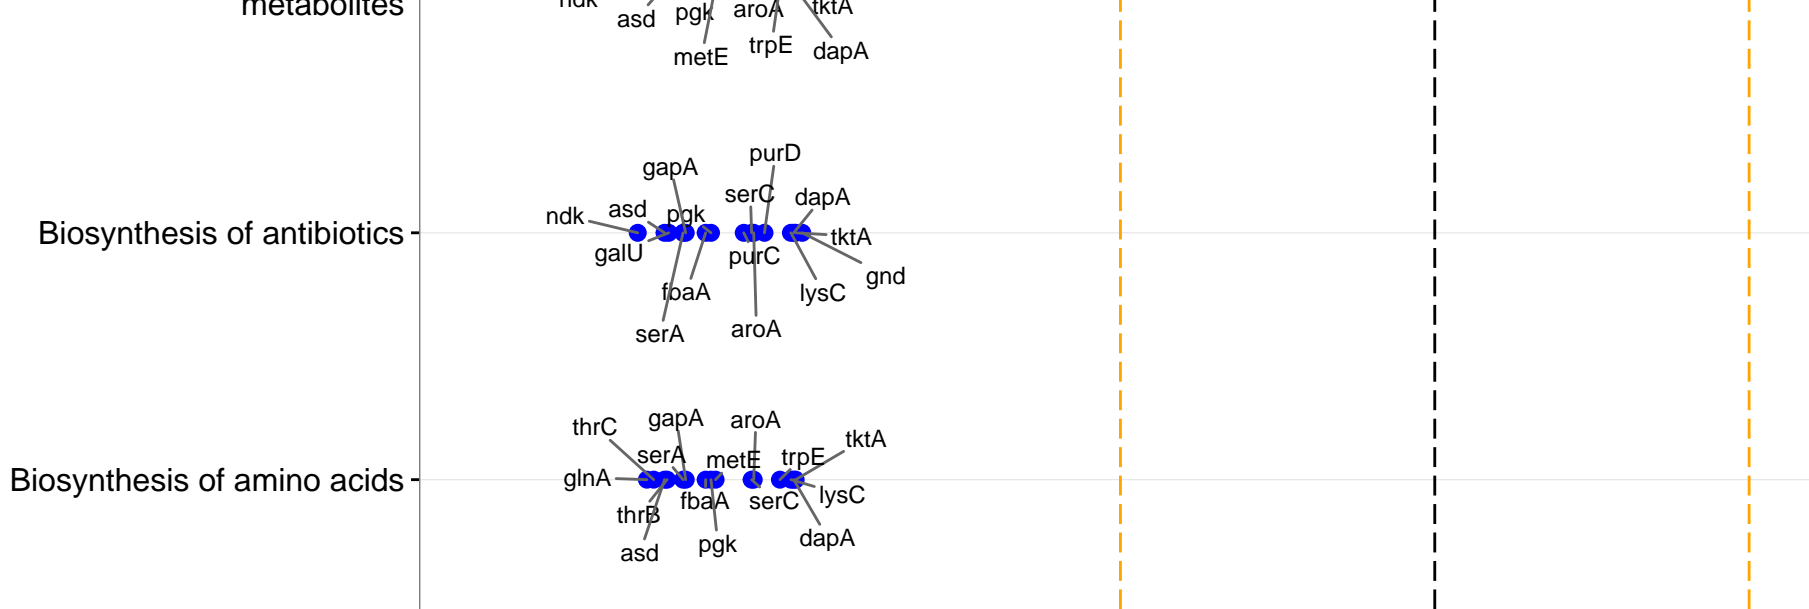 metabolites
ndk
asd
pgk
aroA
tktA
metE
trpE
dapA
Biosynthesis of antibiotics
purD
gapA
serC
dapA
ndk
asd
pgk
tktA
galU
purC
gnd
fbaA
lysC
serA
aroA
Biosynthesis of amino acids
thrC
gapA
aroA
tktA
serA
metE
trpE
glnA
fbaA
serC
lysC
thrB
asd
pgk
dapA